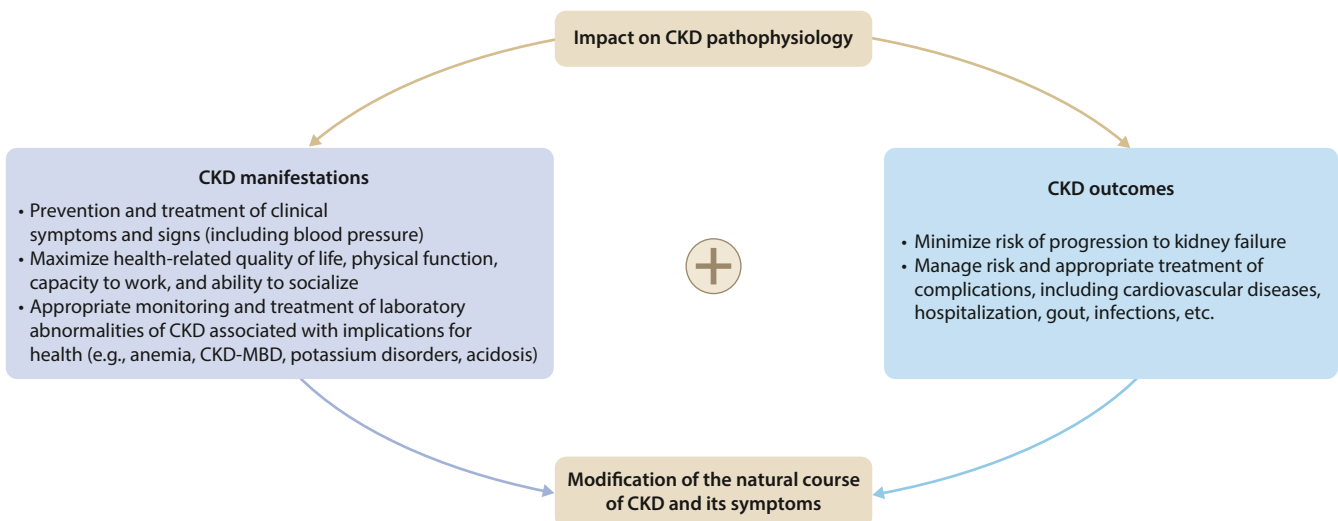 Impact on CKD pathophysiology
CKD manifestations
• Prevention and treatment of clinical
symptoms and signs (including blood pressure)
• Maximize health-related quality of life, physical function,
capacity to work, and ability to socialize
• Appropriate monitoring and treatment of laboratory
abnormalities of CKD associated with implications for
health (e.g., anemia, CKD-MBD, potassium disorders, acidosis)
CKD outcomes
• Minimize risk of progression to kidney failure
• Manage risk and appropriate treatment of
complications, including cardiovascular diseases,
hospitalization, gout, infections, etc.
Modification of the natural course
of CKD and its symptoms